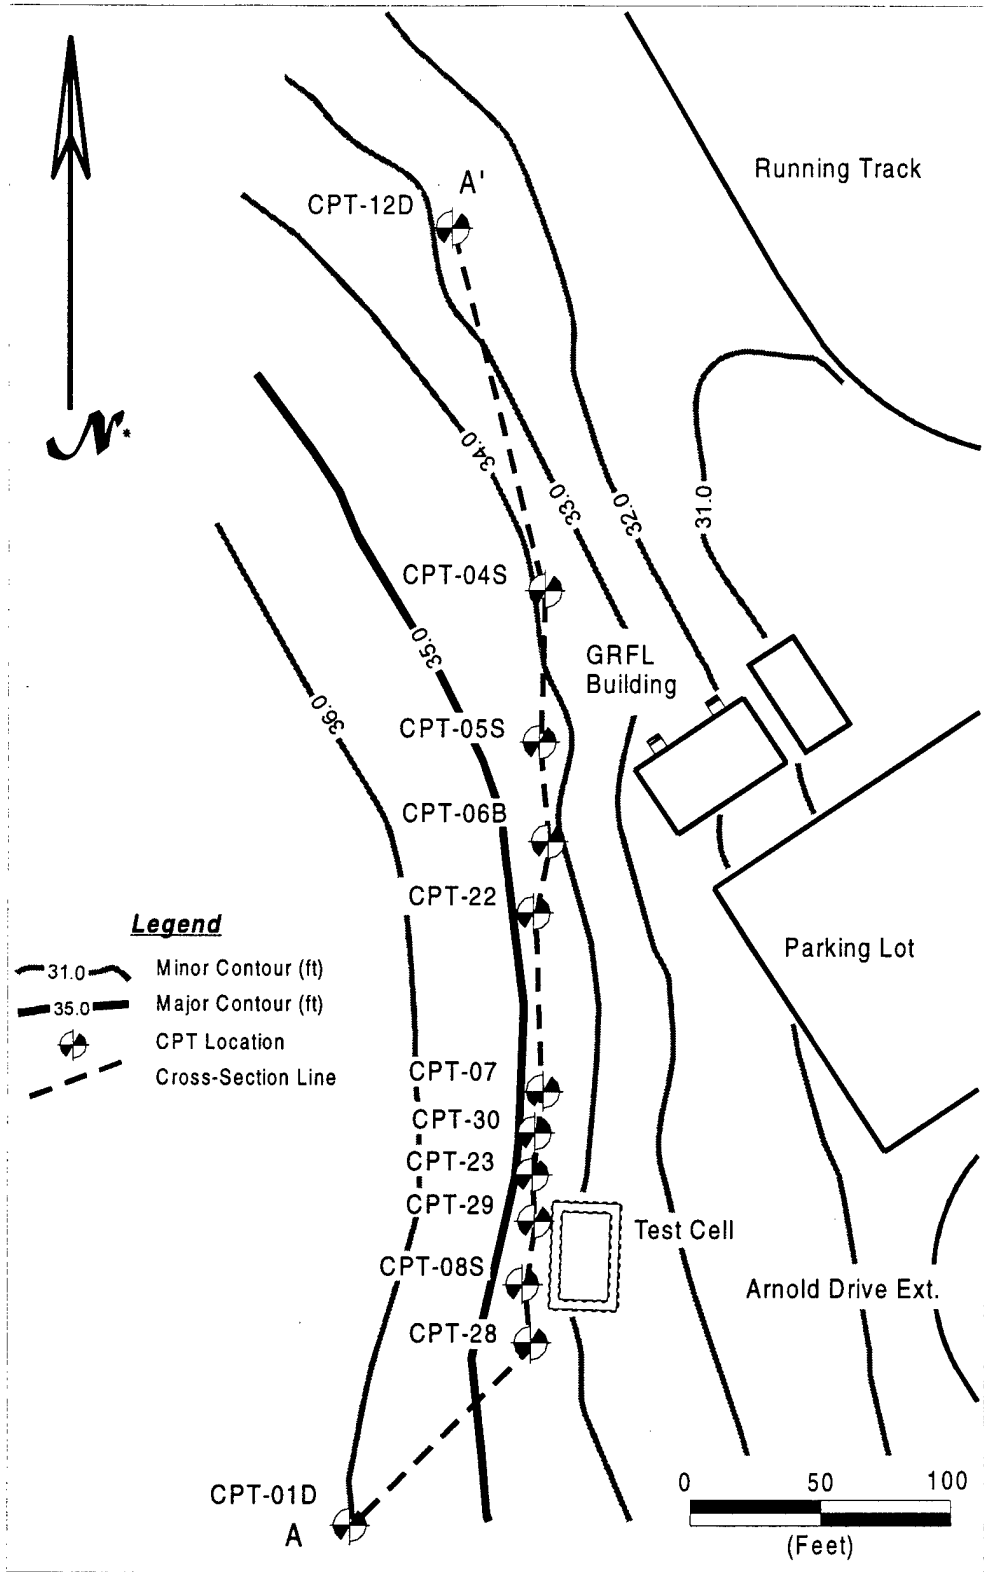 Running Track
A'
CPT-12D
N
34.0
33.0
32.0
31.0
CPT-04S
35.0
GRFL
Building
36.0
CPT-05S
CPT-06B
CPT-22
Legend
31.0 Minor Contour (ft)
35.0 Major Contour (ft)
CPT Location
Cross-Section Line
Parking Lot
CPT-07
CPT-30
CPT-23
CPT-29
Test Cell
CPT-08S
Arnold Drive Ext.
CPT-28
CPT-01D
A
0 50 100
(Feet)